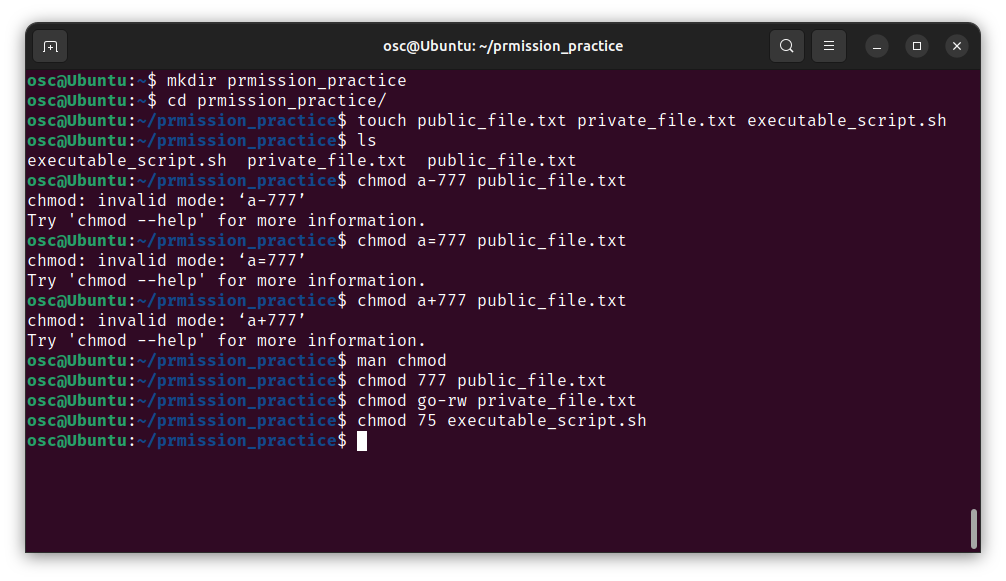 osc@Ubuntu: ~/prmission_practice
osc@Ubuntu:~$ mkdir prmission_practice
osc@Ubuntu:~$ cd prmission_practice/
osc@Ubuntu:~/prmission_practice$ touch public_file.txt private_file.txt executable_script.sh
osc@Ubuntu:~/prmission_practice$ ls
executable_script.sh  private_file.txt  public_file.txt
osc@Ubuntu:~/prmission_practice$ chmod a-777 public_file.txt
chmod: invalid mode: ‘a-777’
Try 'chmod --help' for more information.
osc@Ubuntu:~/prmission_practice$ chmod a=777 public_file.txt
chmod: invalid mode: ‘a=777’
Try 'chmod --help' for more information.
osc@Ubuntu:~/prmission_practice$ chmod a+777 public_file.txt
chmod: invalid mode: ‘a+777’
Try 'chmod --help' for more information.
osc@Ubuntu:~/prmission_practice$ man chmod
osc@Ubuntu:~/prmission_practice$ chmod 777 public_file.txt
osc@Ubuntu:~/prmission_practice$ chmod go-rw private_file.txt
osc@Ubuntu:~/prmission_practice$ chmod 75 executable_script.sh
osc@Ubuntu:~/prmission_practice$